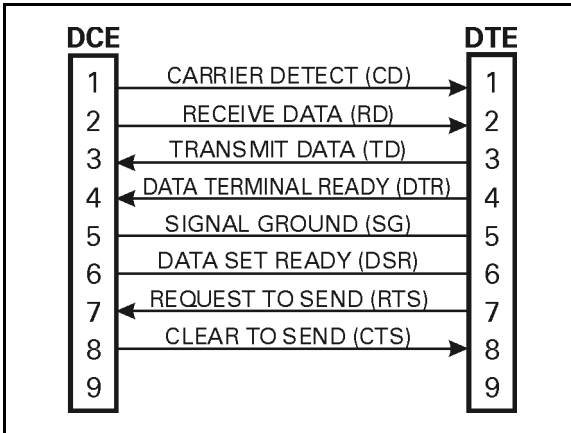 DCE DTE
1 CARRIER DETECT (CD) 1
2 RECEIVE DATA (RD) 2
3 TRANSMIT DATA (TD) 3
4 DATA TERMINAL READY (DTR) 4
5 SIGNAL GROUND (SG) 5
6 DATA SET READY (DSR) 6
7 REQUEST TO SEND (RTS) 7
8 CLEAR TO SEND (CTS) 8
9 9